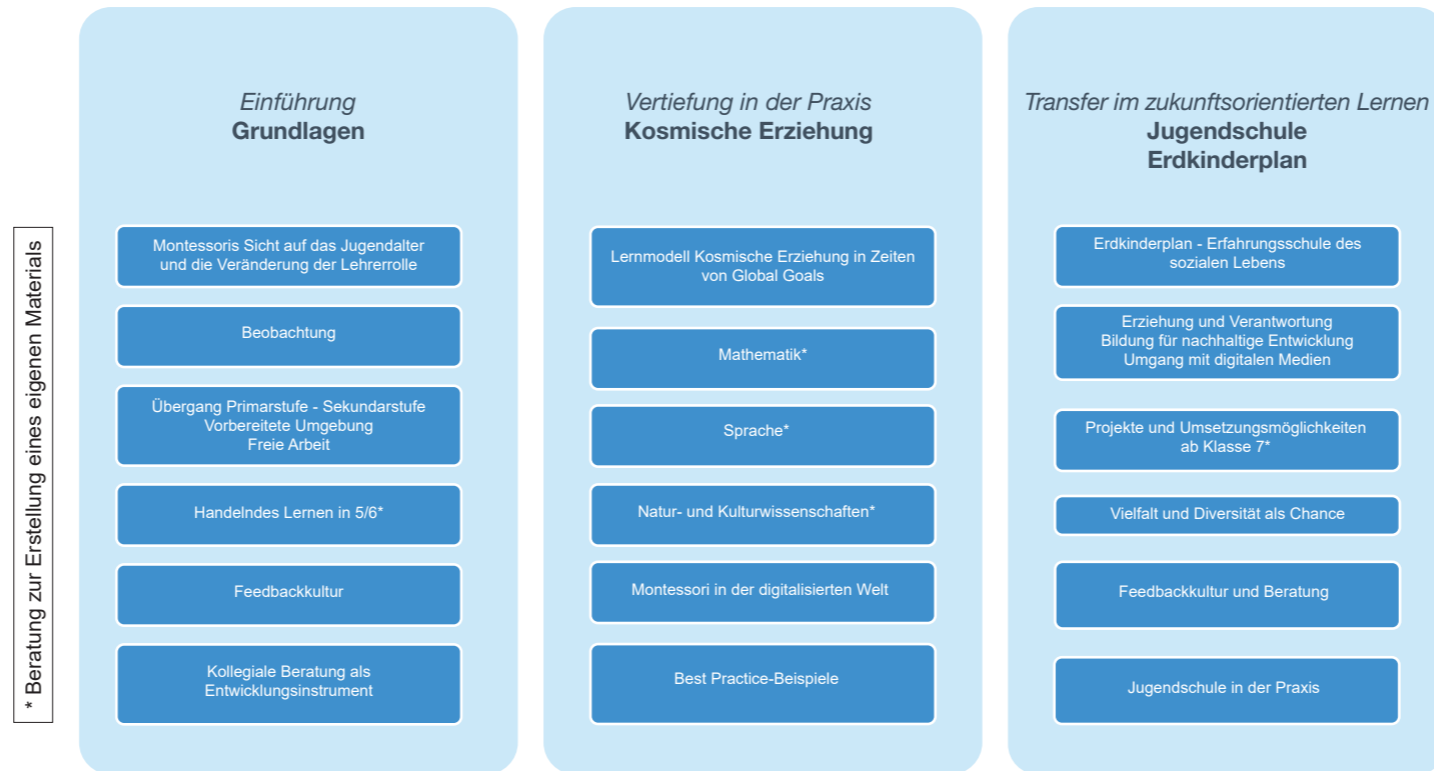 * Beratung zur Erstellung eines eigenen Materials
Einführung
Grundlagen
Montessoris Sicht auf das Jugendalter
und die Veränderung der Lehrerrolle
Beobachtung
Übergang Primarstufe - Sekundarstufe
Vorbereitete Umgebung
Freie Arbeit
Handelndes Lernen in 5/6*
Feedbackkultur
Kollegiale Beratung als
Entwicklungsinstrument
Vertiefung in der Praxis
Kosmische Erziehung
Lernmodell Kosmische Erziehung in Zeiten
von Global Goals
Mathematik*
Sprache*
Natur- und Kulturwissenschaften*
Montessori in der digitalisierten Welt
Best Practice-Beispiele
Transfer im zukunftsorientierten Lernen
Jugendschule
Erdkinderplan
Erdkinderplan - Erfahrungsschule des
sozialen Lebens
Erziehung und Verantwortung
Bildung für nachhaltige Entwicklung
Umgang mit digitalen Medien
Projekte und Umsetzungsmöglichkeiten
ab Klasse 7*
Vielfalt und Diversität als Chance
Feedbackkultur und Beratung
Jugendschule in der Praxis